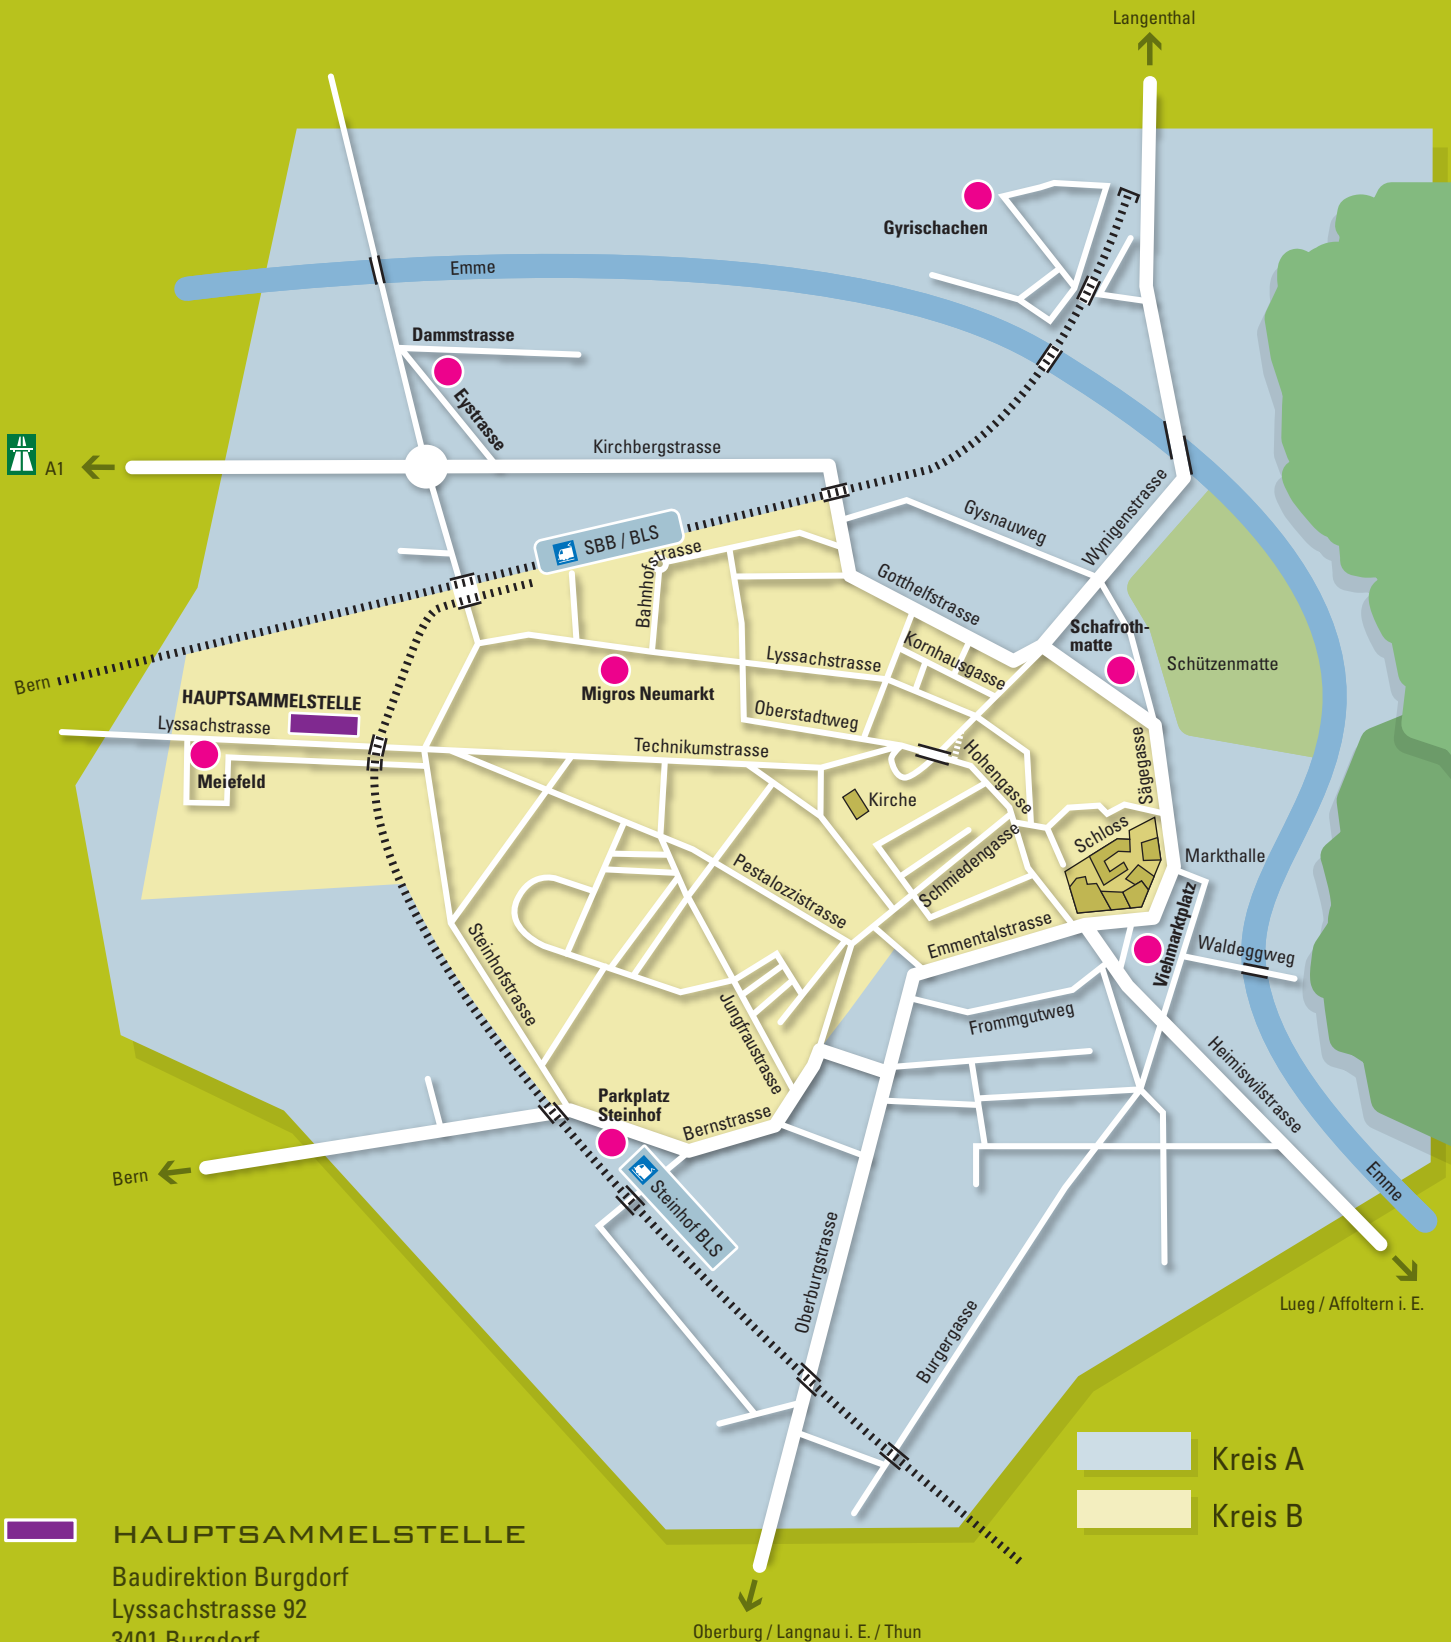 Langenthal
Gyrischachen
Emme
Dammstrasse
Eystrasse
Kirchbergstrasse
A1
Wynigenstrasse
Gysnauweg
SBB / BLS
Bahnhofstrasse
Gotthelfstrasse
Schafroth-
matte
Kornhausgasse
Lyssachstrasse
Schützenmatte
Bern
Migros Neumarkt
HAUPTSAMMELSTELLE
Lyssachstrasse
Oberstadtweg
Technikumstrasse
Hohengasse
Sägegasse
Meiefeld
Kirche
Schloss
Markthalle
Schmiedengasse
Pestalozzistrasse
Viehmarktplatz
Emmentalstrasse
Waldeggweg
Steinhofstrasse
Jungfraustrasse
Frommgutweg
Heimiswilstrasse
Parkplatz
Steinhof
Bernstrasse
Bern
Steinhof BLS
Emme
Oberburgstrasse
Burgergasse
Lueg / Affoltern i. E.
Kreis A
Kreis B
HAUPTSAMMELSTELLE
Baudirektion Burgdorf
Lyssachstrasse 92
3401 Burgdorf
Oberburg / Langnau i. E. / Thun